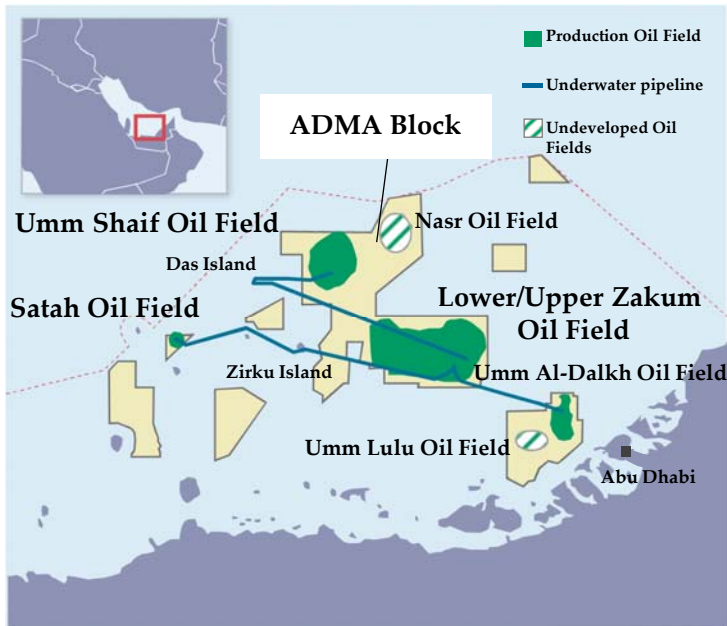 Production Oil Field
Underwater pipeline
Undeveloped Oil
Fields
ADMA Block
Umm Shaif Oil Field
Nasr Oil Field
Das Island
Satah Oil Field
Lower/Upper Zakum
Oil Field
Zirku Island
Umm Al-Dalkh Oil Field
Umm Lulu Oil Field
Abu Dhabi